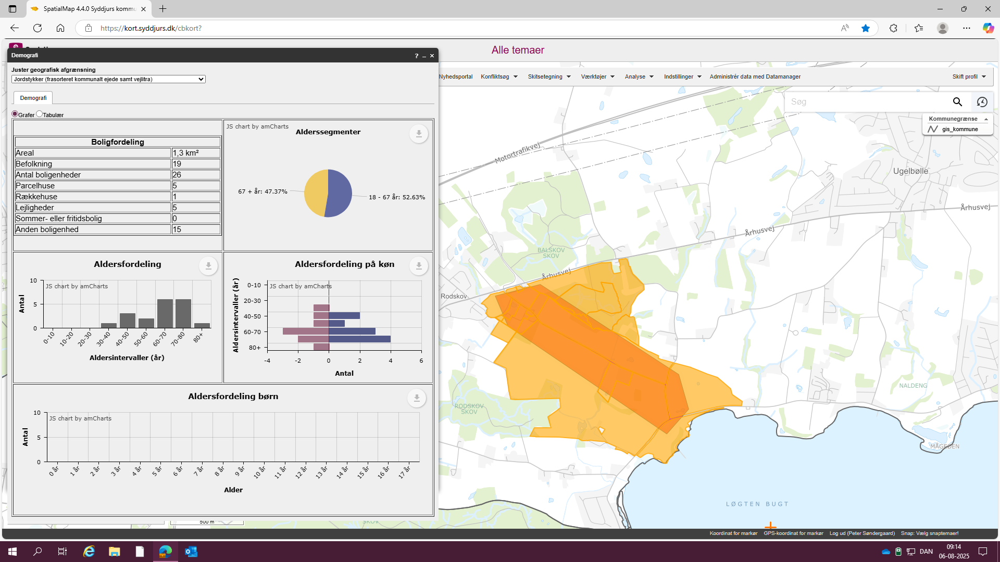 SpatialMap 4.4.0 Syddjurs kommu
https://kort.syddjurs.dk/cbkort?
Alle temaer
Demografi
? _ ×
Juster geografisk afgrænsning
Jordstykker (frasorteret kommunalt ejede samt vejlitra)
Demografi
Grafer Tabulær
Boligfordeling
Areal 1,3 km²
Befolkning 19
Antal boligenheder 26
Parcelhuse 5
Rækkehuse 1
Lejligheder 5
Sommer- eller fritidsbolig 0
Anden boligenhed 15
JS chart by amCharts
Alderssegmenter
67 + år: 47.37%
18 - 67 år: 52.63%
Aldersfordeling
JS chart by amCharts
Antal
10
5
0
0-10 10-20 20-30 30-40 40-50 50-60 60-70 70-80 80+
Aldersintervaller (år)
Aldersfordeling på køn
JS chart by amCharts
Aldersintervaller (år)
0-10
20-30
40-50
60-70
80+
-4 -2 0 2 4 6
Antal
Aldersfordeling børn
JS chart by amCharts
Antal
10
5
0
0 år 1 år 2 år 3 år 4 år 5 år 6 år 7 år 8 år 9 år 10 år 11 år 12 år 13 år 14 år 15 år 16 år 17 år
Alder
500 m
SKOV
Nyhedsportal Konfliktsøg Skitsetegning Værktøjer Analyse Indstillinger Administrér data med Datamanager Skift profil
Søg
Kommunegrænse
gis_kommune
Motortrafikvej
Ugelbølle
Århusvej
Århusvej
BALSKOV
SKOV
Århusvej
Rodskov
RODSKOV
SKOV
NALDENG
MÅGEDEN
LØGTEN BUGT
Koordinat for markør GPS-koordinat for markør Log ud (Peter Søndergaard) Snap: Vælg snaptemaer!
DAN
09:14
06-08-2025